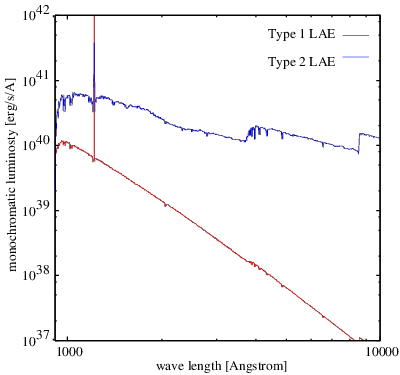 10^42
10^41
10^40
10^39
10^38
10^37
monochromatic luminosty [erg/s/A]
Type 1 LAE
Type 2 LAE
1000
10000
wave length [Angstrom]